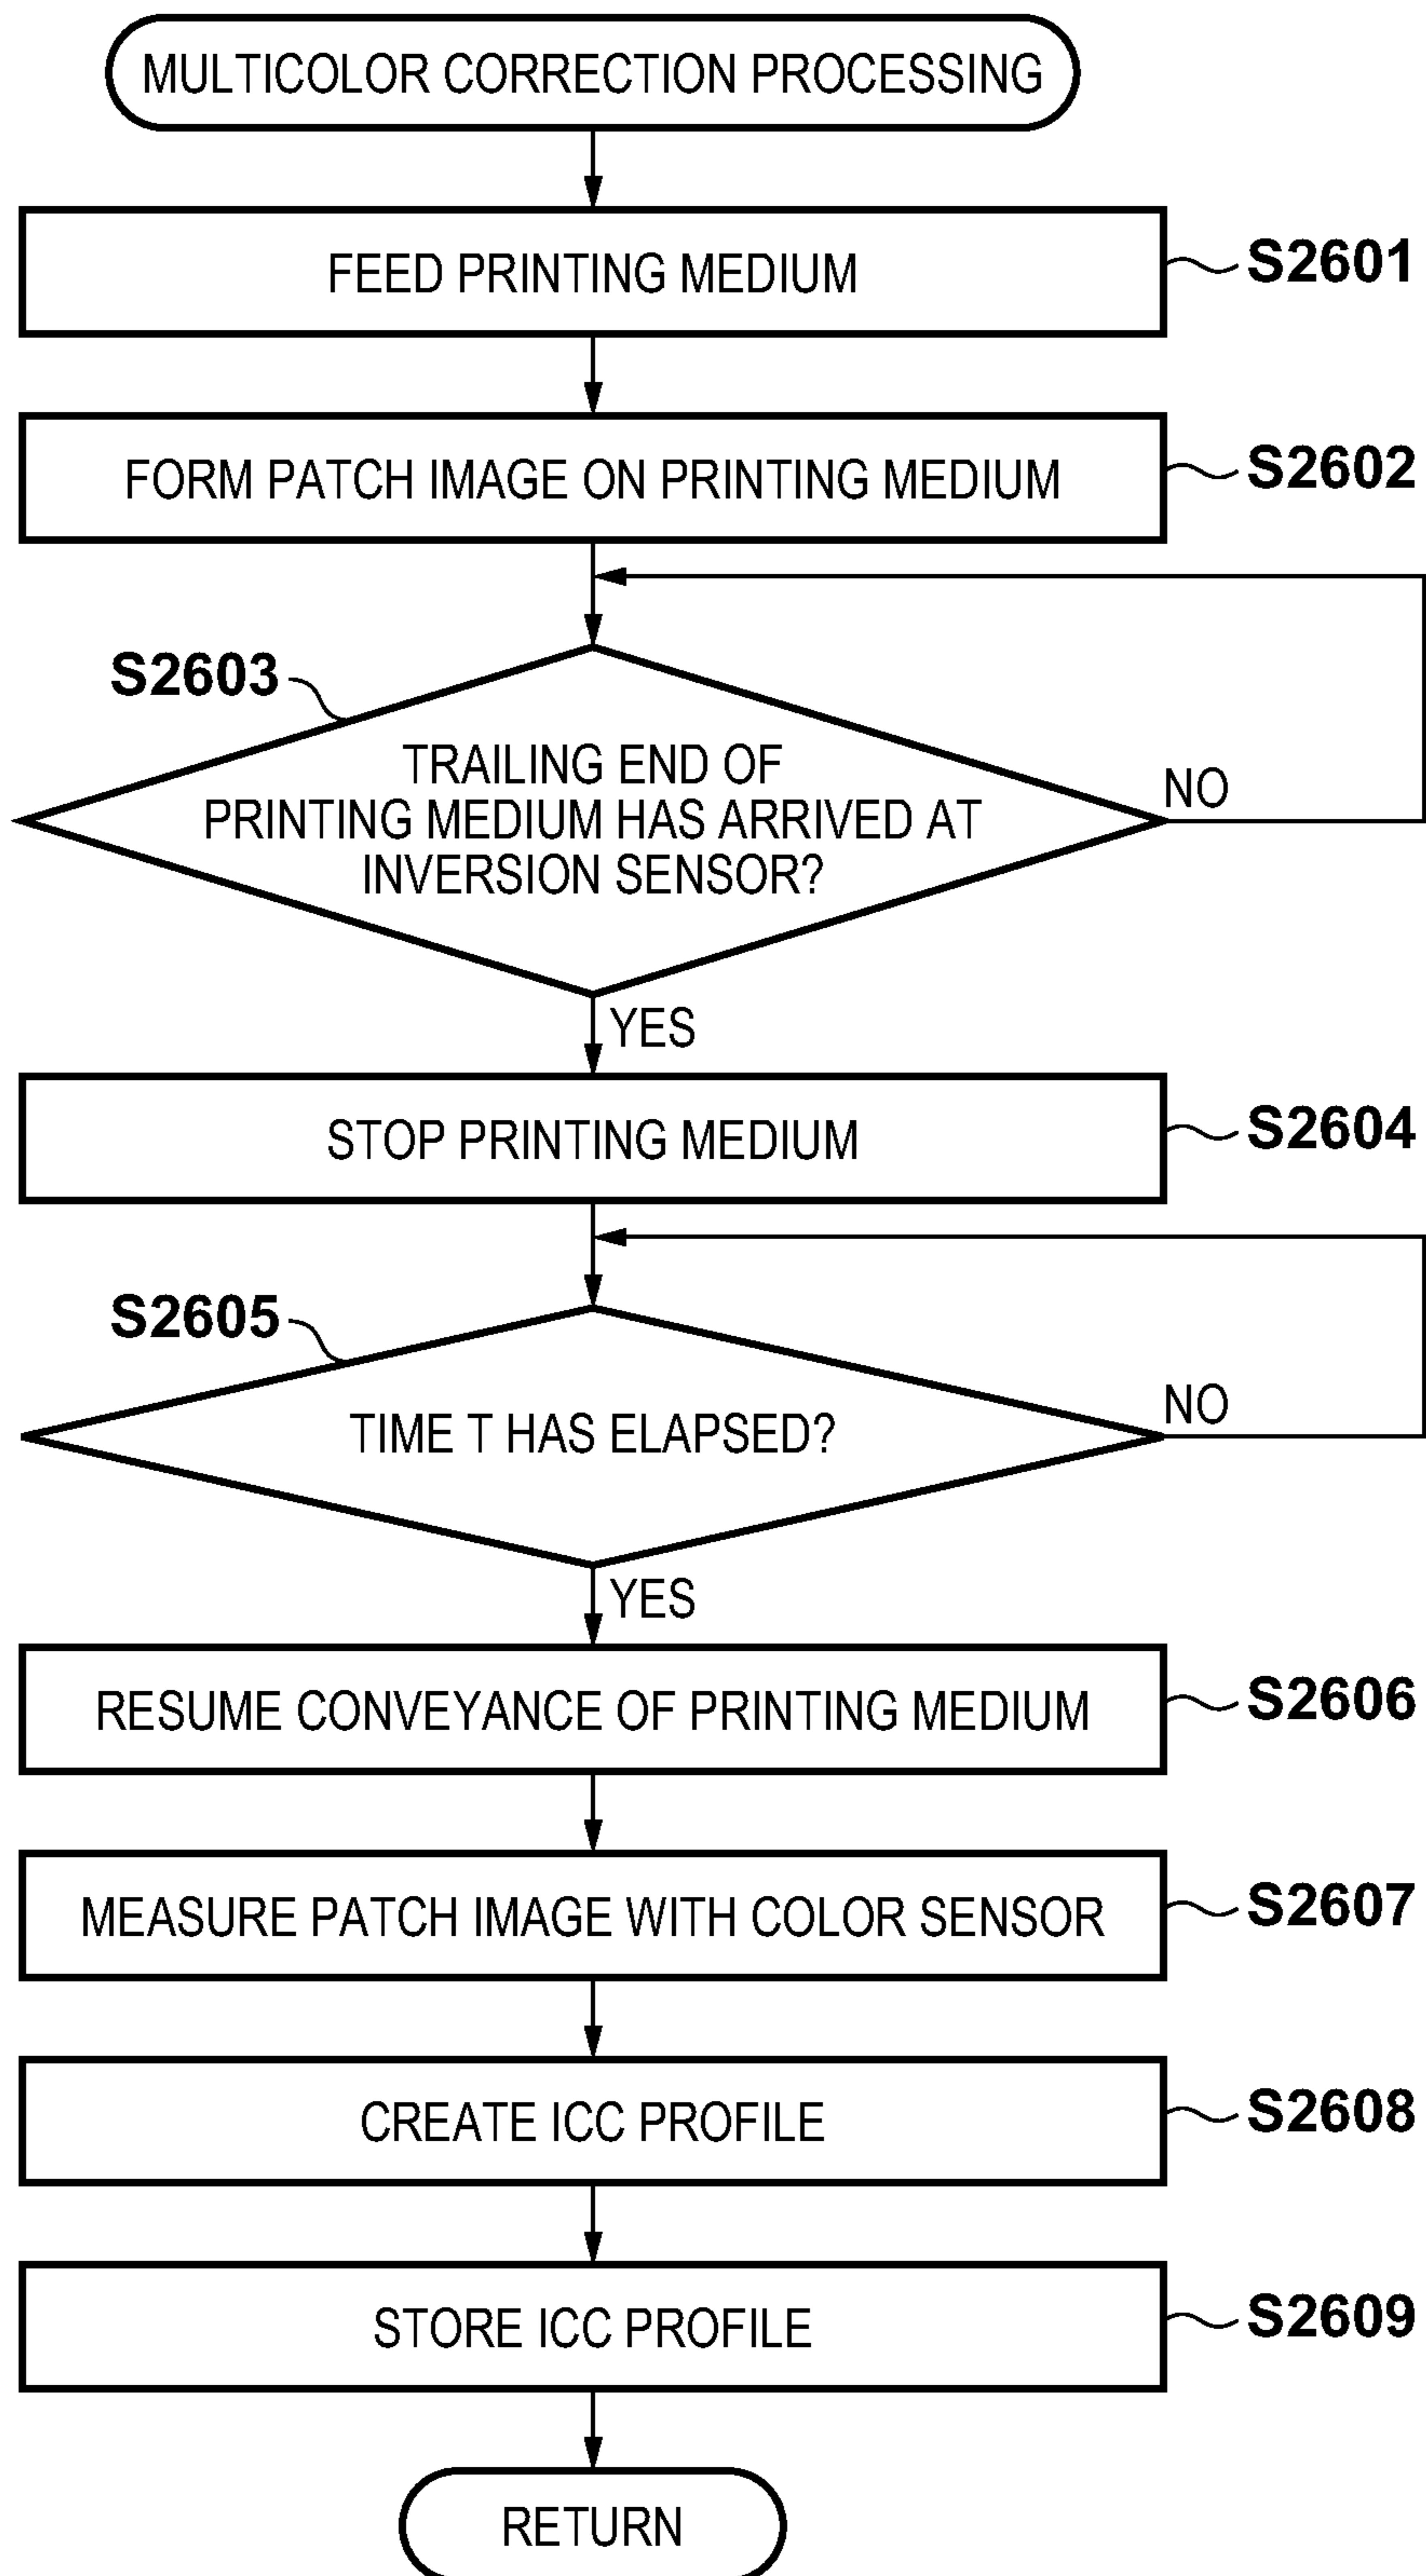 MULTICOLOR CORRECTION PROCESSING
FEED PRINTING MEDIUM
S2601
FORM PATCH IMAGE ON PRINTING MEDIUM
S2602
S2603
TRAILING END OF
PRINTING MEDIUM HAS ARRIVED AT
INVERSION SENSOR?
NO
YES
STOP PRINTING MEDIUM
S2604
S2605
TIME T HAS ELAPSED?
NO
YES
RESUME CONVEYANCE OF PRINTING MEDIUM
S2606
MEASURE PATCH IMAGE WITH COLOR SENSOR
S2607
CREATE ICC PROFILE
S2608
STORE ICC PROFILE
S2609
RETURN